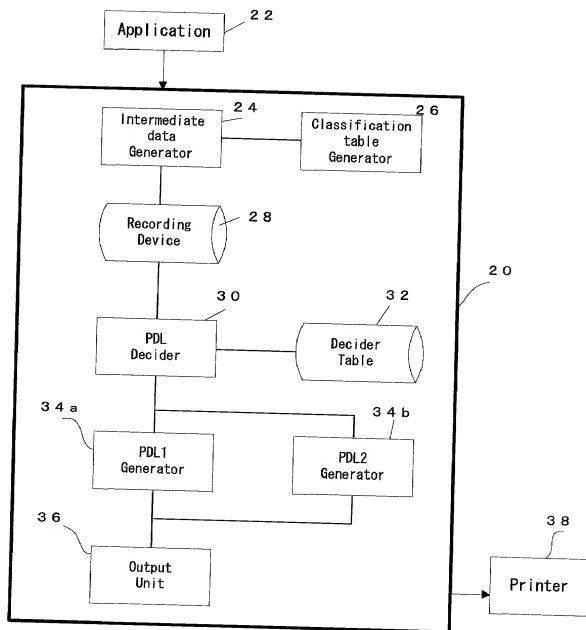 22
Application
24
26
Intermediate
data
Generator
Classification
table
Generator
28
Recording
Device
20
30
32
PDL
Decider
Decider
Table
34a
34b
PDL1
Generator
PDL2
Generator
36
38
Output
Unit
Printer